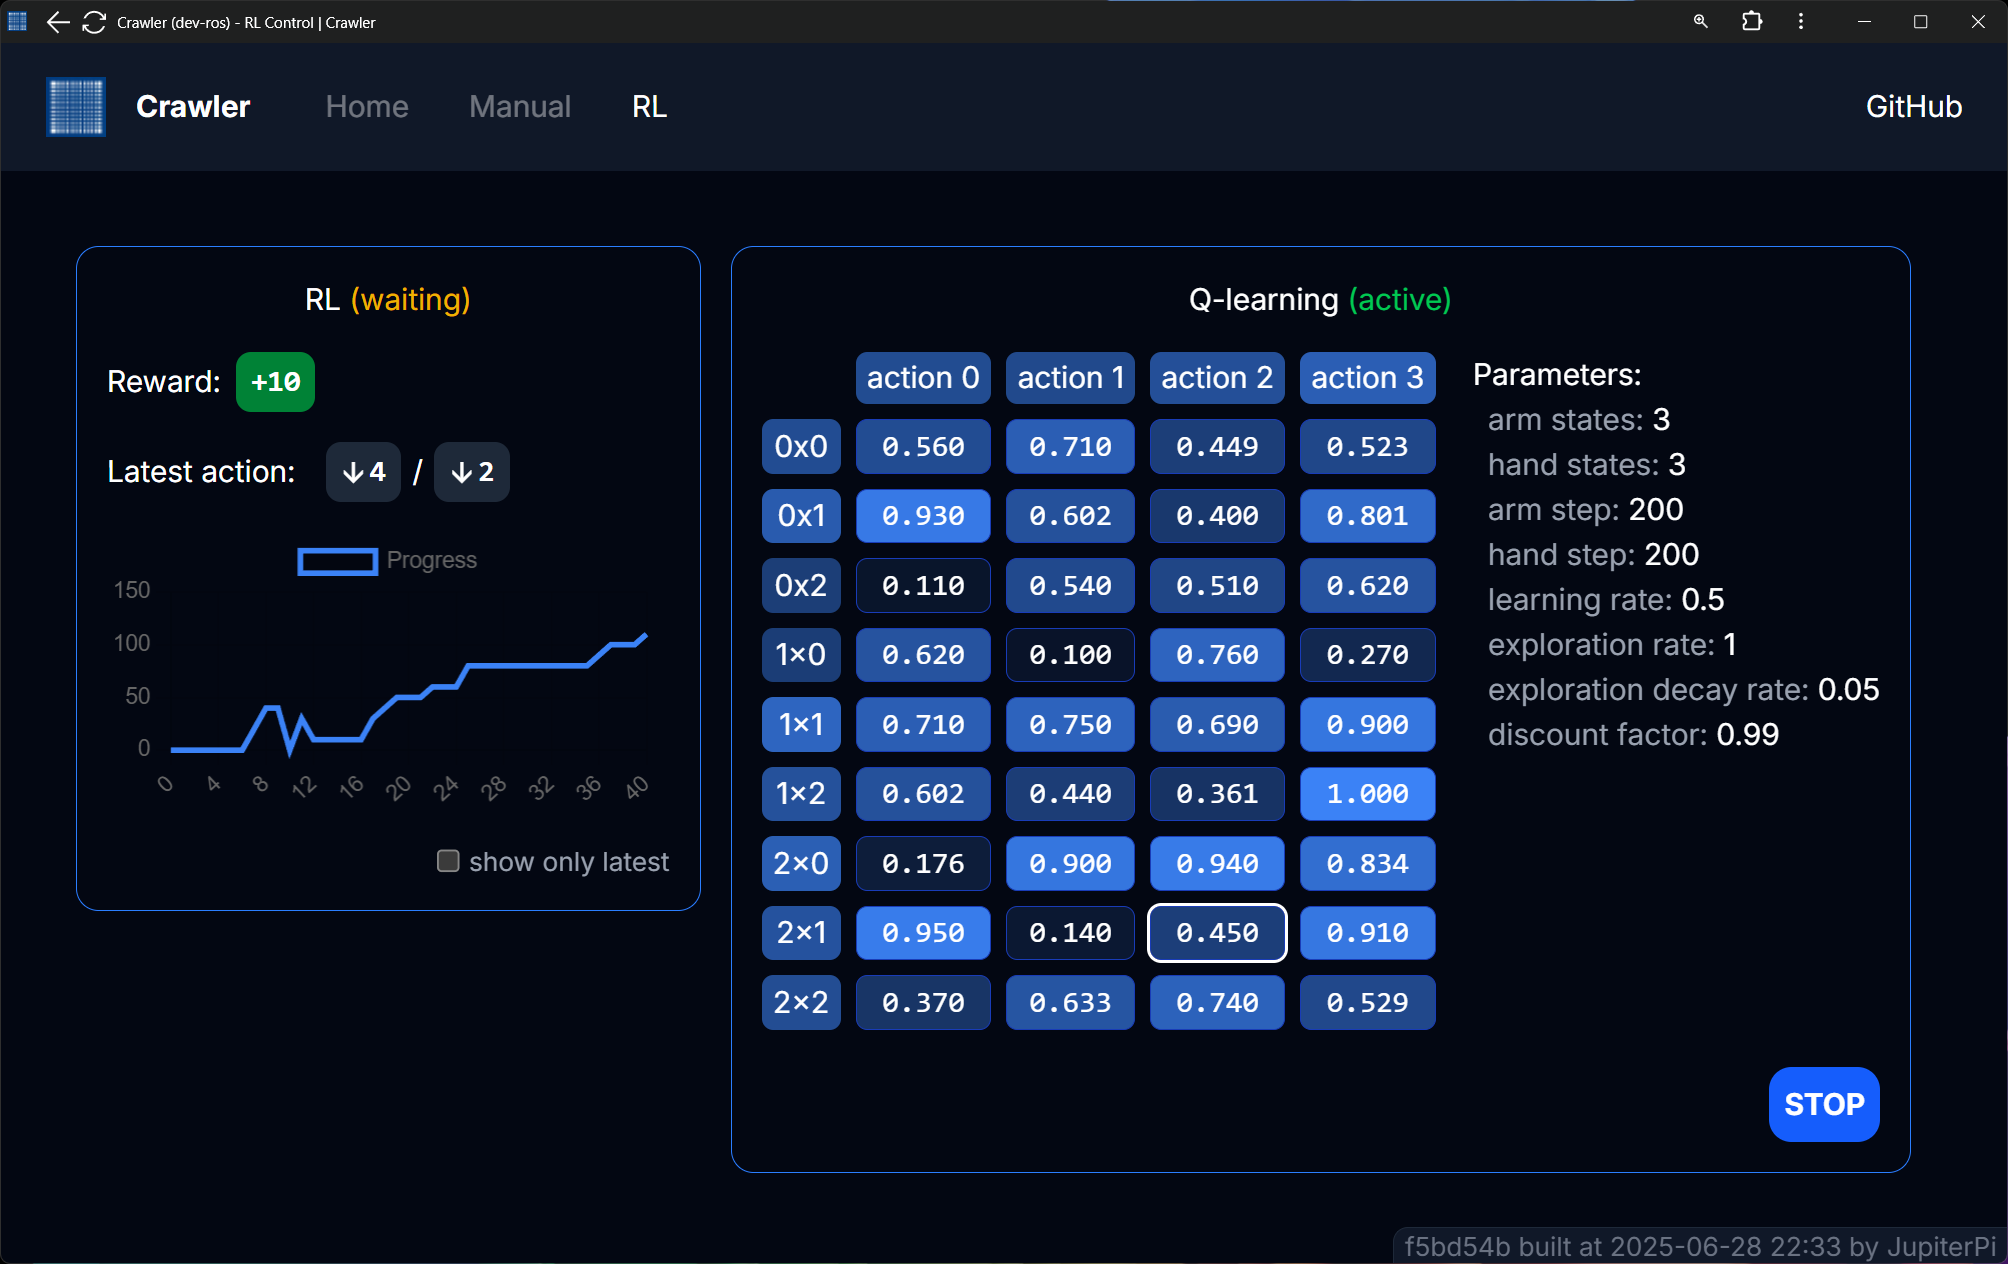 Crawler (dev-ros) - RL Control | Crawler
Crawler Home Manual RL GitHub
RL (waiting)
Reward: +10
Latest action: ↓4 / ↓2
Progress
150
100
50
0
0 4 8 12 16 20 24 28 32 36 40
show only latest
Q-learning (active)
action 0 action 1 action 2 action 3
0x0 0.560 0.710 0.449 0.523
0x1 0.930 0.602 0.400 0.801
0x2 0.110 0.540 0.510 0.620
1×0 0.620 0.100 0.760 0.270
1×1 0.710 0.750 0.690 0.900
1×2 0.602 0.440 0.361 1.000
2×0 0.176 0.900 0.940 0.834
2×1 0.950 0.140 0.450 0.910
2×2 0.370 0.633 0.740 0.529
Parameters:
arm states: 3
hand states: 3
arm step: 200
hand step: 200
learning rate: 0.5
exploration rate: 1
exploration decay rate: 0.05
discount factor: 0.99
STOP
f5bd54b built at 2025-06-28 22:33 by JupiterPi